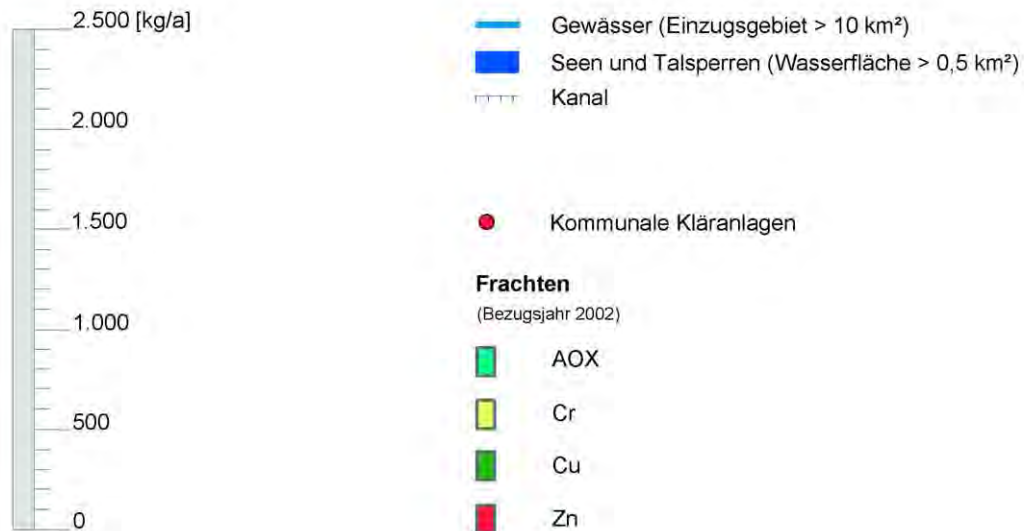 2.500 [kg/a]
2.000
1.500
1.000
500
0
Gewässer (Einzugsgebiet > 10 km²)
Seen und Talsperren (Wasserfläche > 0,5 km²)
Kanal
Kommunale Kläranlagen
Frachten
(Bezugsjahr 2002)
AOX
Cr
Cu
Zn